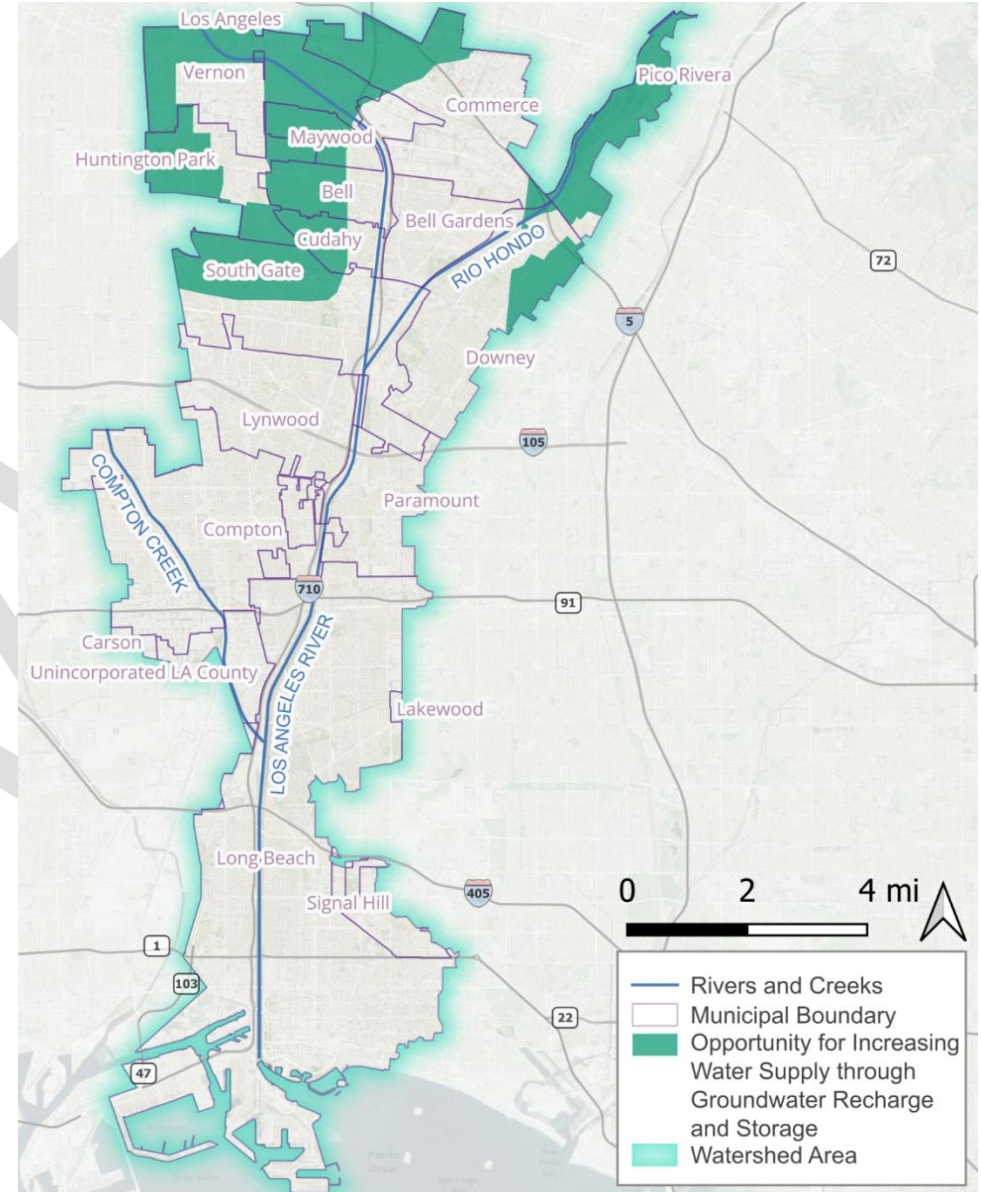 Los Angeles
Vernon
Pico Rivera
Commerce
Maywood
Huntington Park
Bell
Bell Gardens
Cudahy
RIO HONDO
South Gate
72
5
Downey
Lynwood
105
COMPTON CREEK
Paramount
Compton
710
91
Carson
Unincorporated LA County
LOS ANGELES RIVER
Lakewood
Long Beach
Signal Hill
405
0 2 4 mi
1
103
22
47
Rivers and Creeks
Municipal Boundary
Opportunity for Increasing
Water Supply through
Groundwater Recharge
and Storage
Watershed Area
Pacific
Ocean